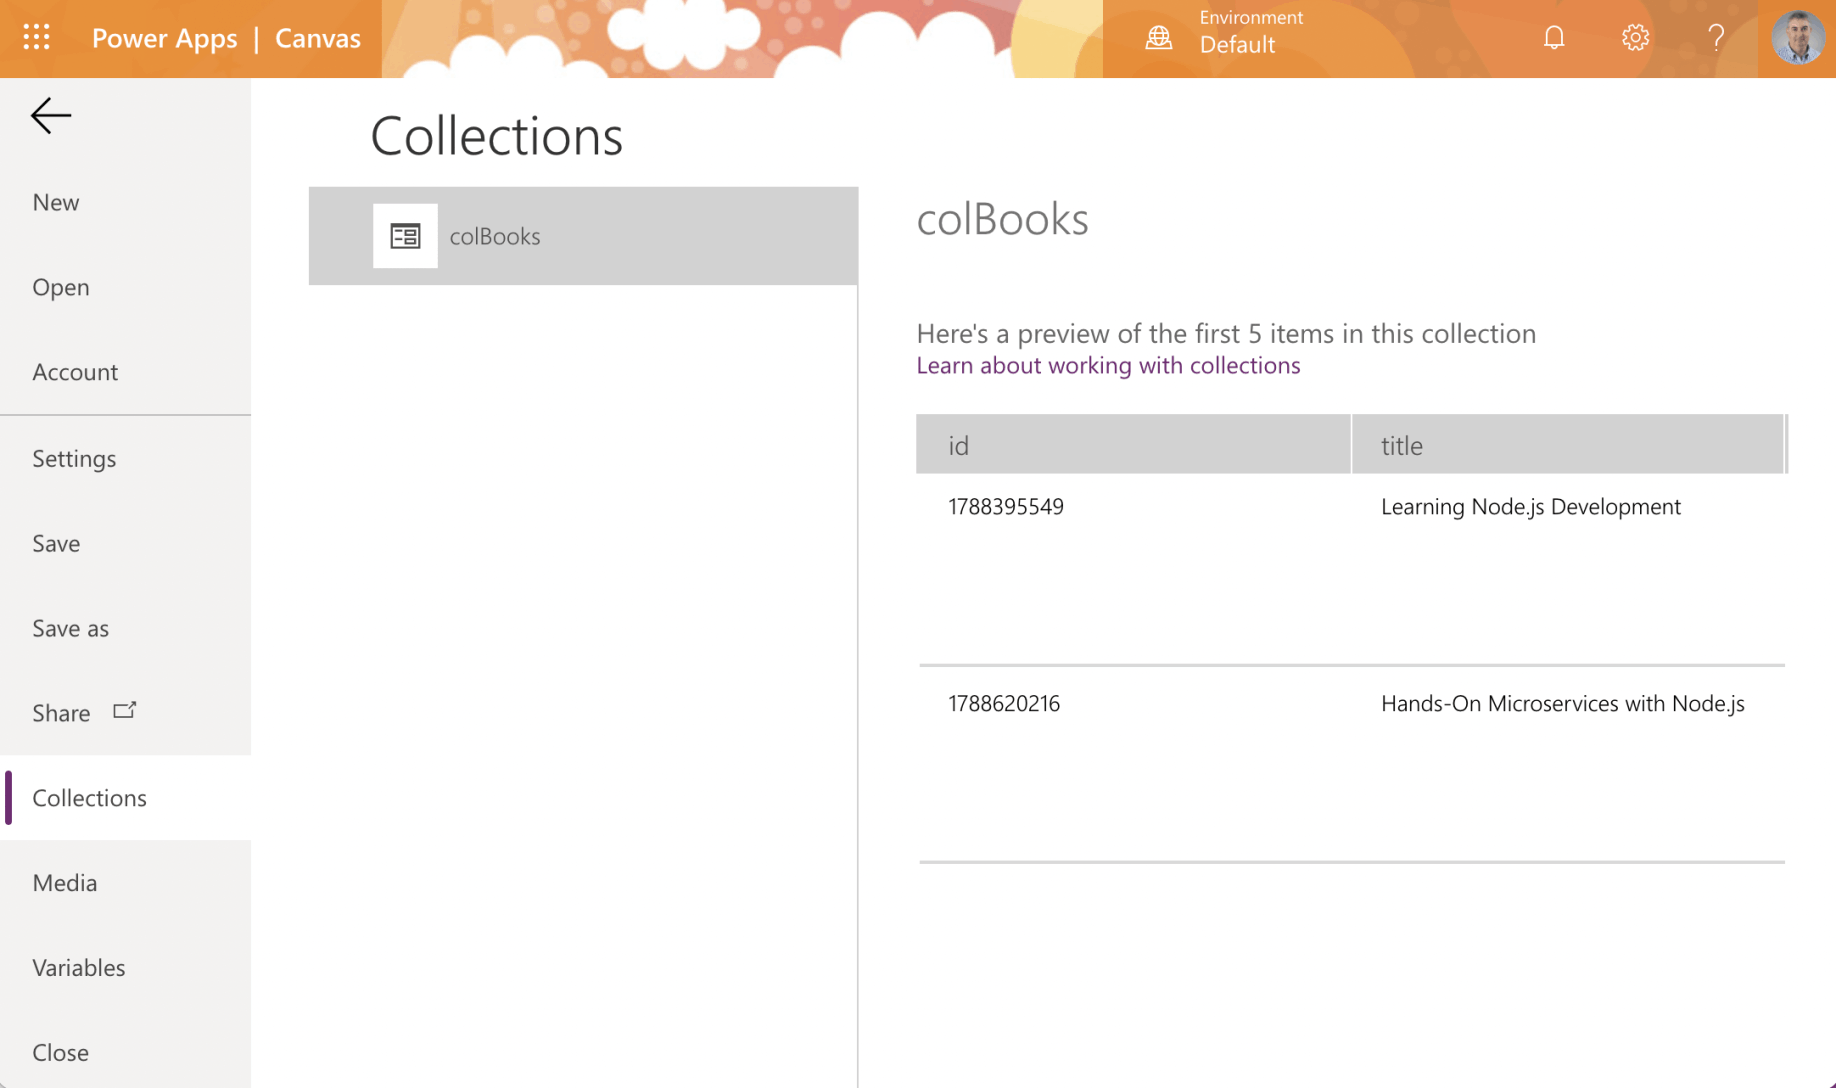 Power Apps | Canvas
Environment
Default
New
Open
Account
Settings
Save
Save as
Share
Collections
Media
Variables
Close
Collections
colBooks
colBooks
Here's a preview of the first 5 items in this collection
Learn about working with collections
id title
1788395549 Learning Node.js Development
1788620216 Hands-On Microservices with Node.js